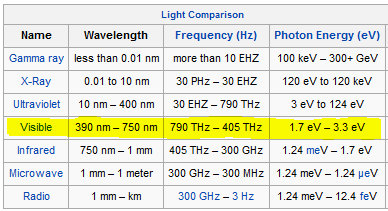 Light Comparison
Name Wavelength Frequency (Hz) Photon Energy (eV)
Gamma ray less than 0.01 nm more than 10 EHZ 100 keV – 300+ GeV
X-Ray 0.01 to 10 nm 30 PHz – 30 EHZ 120 eV to 120 keV
Ultraviolet 10 nm – 400 nm 30 EHZ – 790 THz 3 eV to 124 eV
Visible 390 nm – 750 nm 790 THz – 405 THz 1.7 eV – 3.3 eV
Infrared 750 nm – 1 mm 405 THz – 300 GHz 1.24 meV – 1.7 eV
Microwave 1 mm – 1 meter 300 GHz – 300 MHz 1.24 meV – 1.24 µeV
Radio 1 mm – km 300 GHz – 3 Hz 1.24 meV – 12.4 feV